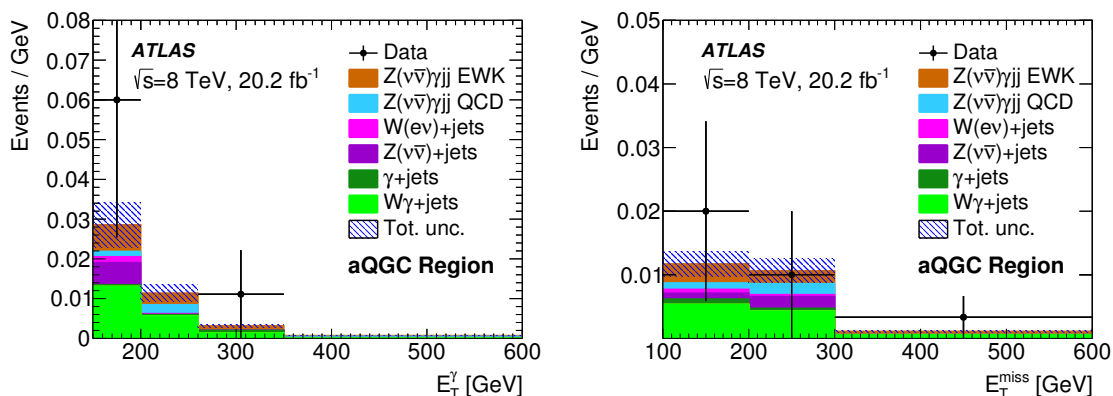 Events / GeV
0.08
0.06
0.05
0.04
0.03
0.02
0.01
0
ATLAS
√s=8 TeV, 20.2 fb⁻¹
Data
Z(νν̅)γjj EWK
Z(νν̅)γjj QCD
W(eν)+jets
Z(νν̅)+jets
γ+jets
Wγ+jets
Tot. unc.
aQGC Region
200 300 400 500 600
E_T^γ [GeV]
Events / GeV
0.05
0.04
0.03
0.02
0.01
ATLAS
√s=8 TeV, 20.2 fb⁻¹
Data
Z(νν̅)γjj EWK
Z(νν̅)γjj QCD
W(eν)+jets
Z(νν̅)+jets
γ+jets
Wγ+jets
Tot. unc.
aQGC Region
100 200 300 400 500 600
E_T^miss [GeV]